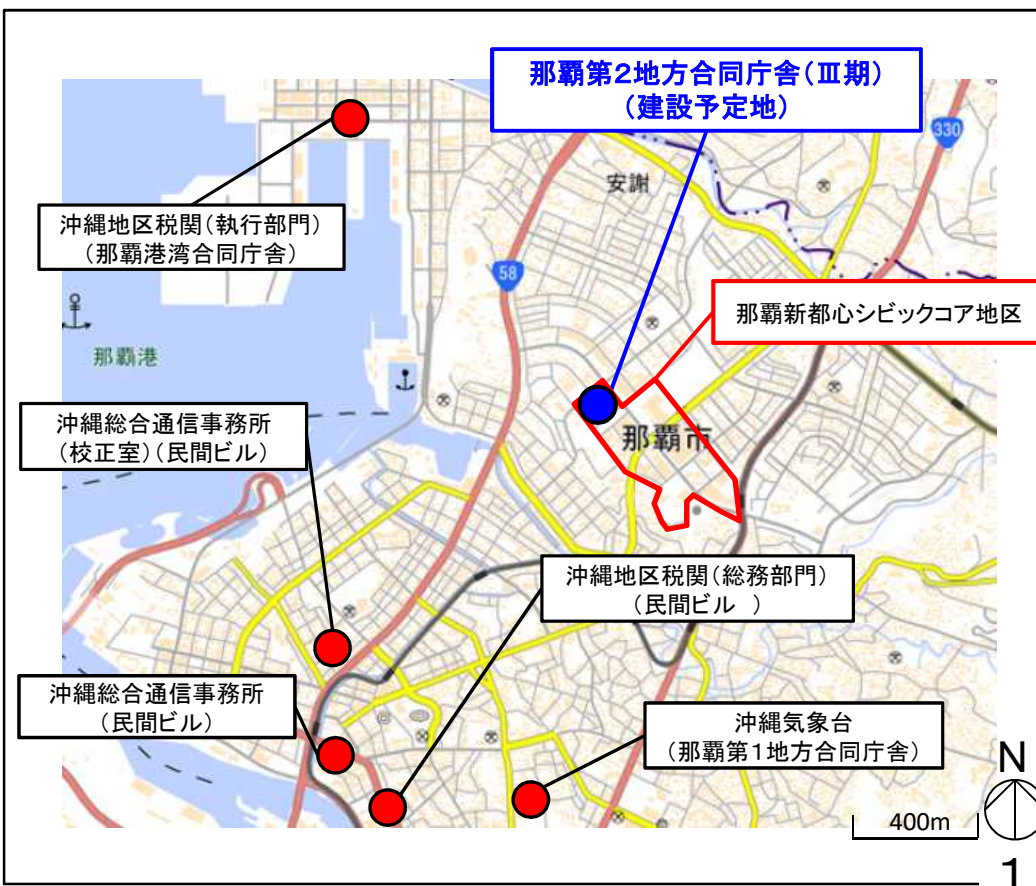 那覇第2地方合同庁舎(Ⅲ期)
(建設予定地)
330
安謝
沖縄地区税関(執行部門)
(那覇港湾合同庁舎)
58
那覇新都心シビックコア地区
那覇港
沖縄総合通信事務所
(校正室)(民間ビル)
那覇市
沖縄地区税関(総務部門)
(民間ビル )
沖縄総合通信事務所
(民間ビル)
沖縄気象台
(那覇第1地方合同庁舎)
N
400m
1